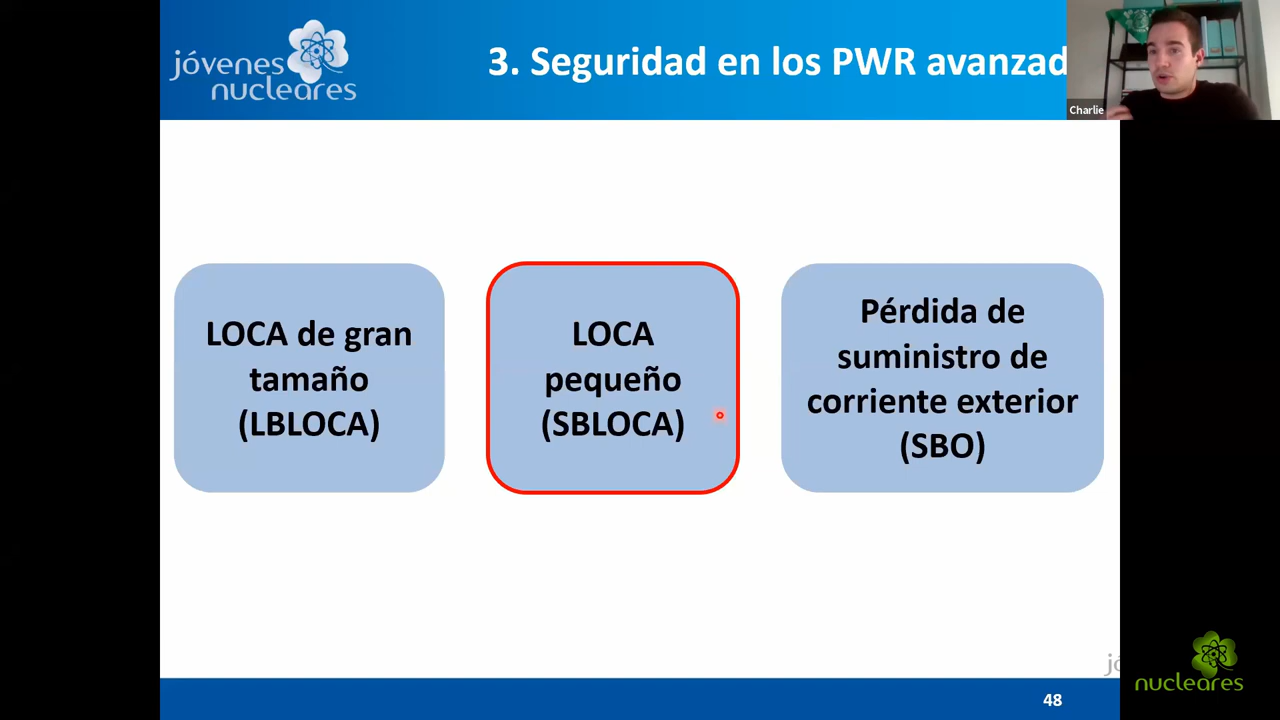 jóvenes
nucleares
3. Seguridad en los PWR avanzad
Charlie
LOCA de gran
tamaño
(LBLOCA)
LOCA
pequeño
(SBLOCA)
Pérdida de
suministro de
corriente exterior
(SBO)
jó
nucleares
48